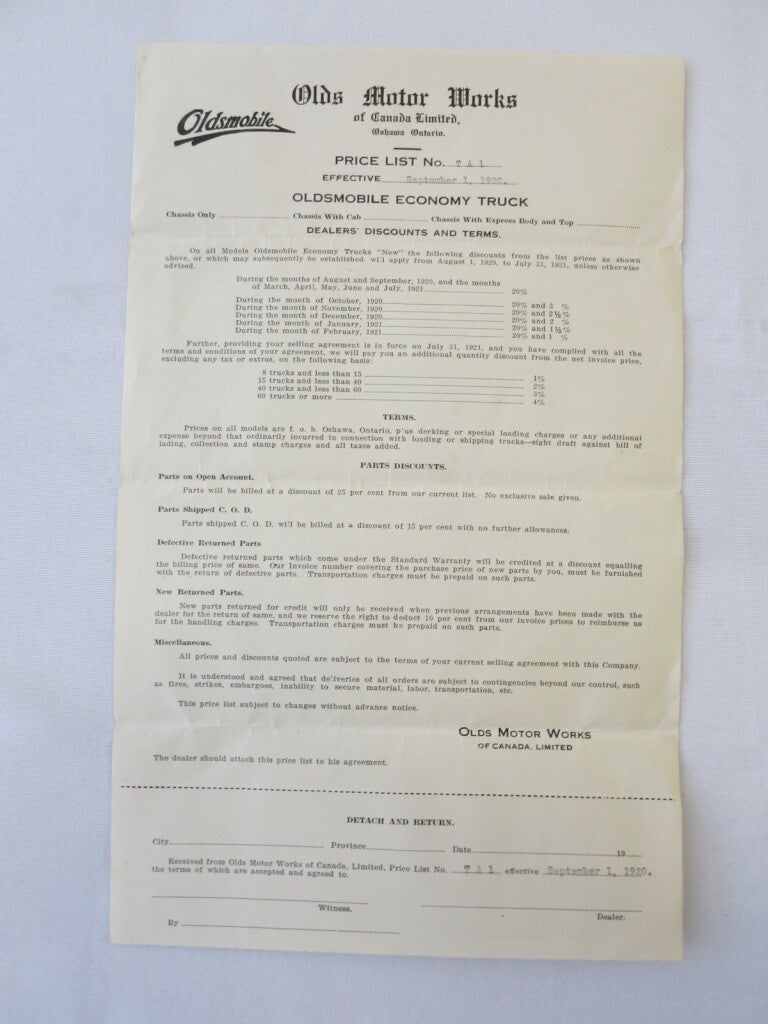 Olds Motor Works
of Canada Limited.
Oshawa Ontario.
Oldsmobile
PRICE LIST No. T A 1
EFFECTIVE September 1, 1920.
OLDSMOBILE ECONOMY TRUCK
Chassis Only Chassis With Cab Chassis With Express Body and Top
DEALERS' DISCOUNTS AND TERMS.
On all Models Oldsmobile Economy Trucks "New" the following discounts from the list prices as shown
above, or which may subsequently be established, will apply from August 1, 1920, to July 31, 1921, unless otherwise
advised.
During the months of August and September, 1920, and the months
of March, April, May, June and July, 1921 20%
During the month of October, 1920 20% and 3 %
During the month of November, 1920 20% and 2½%
During the month of December, 1920 20% and 2 %
During the month of January, 1921 20% and 1½%
During the month of February, 1921 20% and 1 %
Further, providing your selling agreement is in force on July 31, 1921, and you have complied with all the
terms and conditions of your agreement, we will pay you an additional quantity discount from the net invoice price,
excluding any tax or extras, on the following basis:
8 trucks and less than 15 1%
15 trucks and less than 40 2%
40 trucks and less than 60 3%
60 trucks or more 4%
TERMS.
Prices on all models are f. o. b. Oshawa, Ontario, plus decking or special loading charges or any additional
expense beyond that ordinarily incurred in connection with loading or shipping trucks—sight draft against bill of
lading, collection and stamp charges and all taxes added.
PARTS DISCOUNTS.
Parts on Open Account.
Parts will be billed at a discount of 25 per cent from our current list. No exclusive sale given.
Parts Shipped C. O. D.
Parts shipped C. O. D. will be billed at a discount of 15 per cent with no further allowances.
Defective Returned Parts
Defective returned parts which come under the Standard Warranty will be credited at a discount equalling
the billing price of same. Our Invoice number covering the purchase price of new parts by you, must be furnished
with the return of defective parts. Transportation charges must be prepaid on such parts.
New Returned Parts.
New parts returned for credit will only be received when previous arrangements have been made with the
dealer for the return of same, and we reserve the right to deduct 10 per cent from our invoice prices to reimburse us
for the handling charges. Transportation charges must be prepaid on such parts.
Miscellaneous.
All prices and discounts quoted are subject to the terms of your current selling agreement with this Company.
It is understood and agreed that deliveries of all orders are subject to contingencies beyond our control, such
as fires, strikes, embargoes, inability to secure material, labor, transportation, etc.
This price list subject to changes without advance notice.
OLDS MOTOR WORKS
OF CANADA, LIMITED
The dealer should attach this price list to his agreement.
DETACH AND RETURN.
City Province Date 19
Received from Olds Motor Works of Canada, Limited, Price List No. T A 1 effective September 1, 1920.
the terms of which are accepted and agreed to.
Witness. Dealer.
By